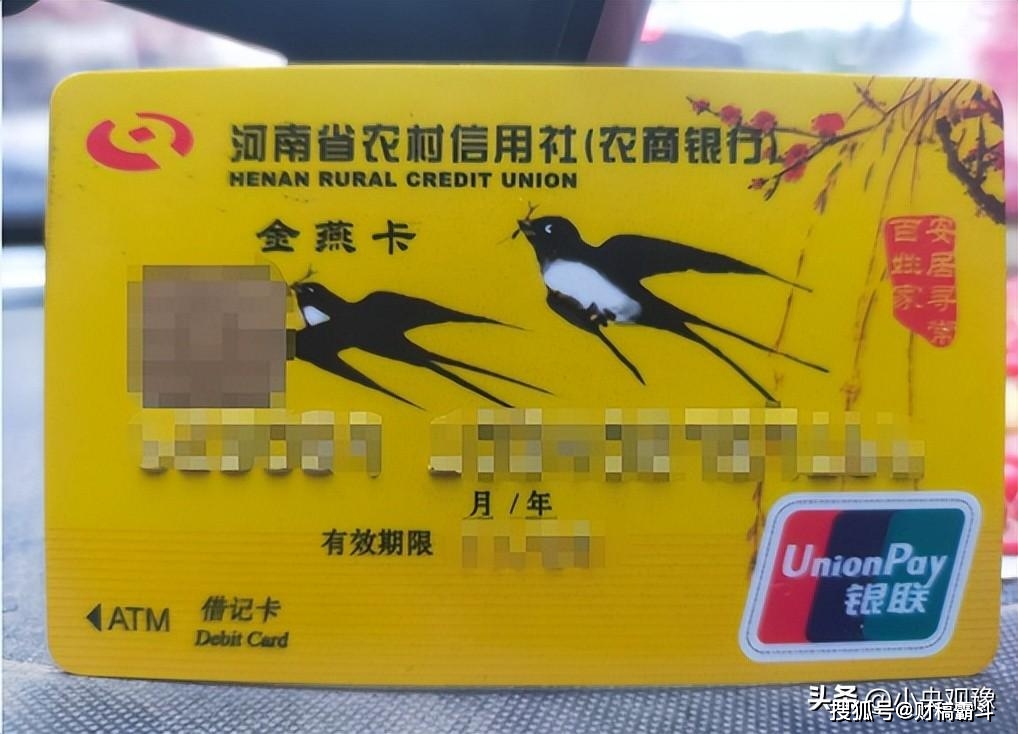 河南省农村信用社(农商银行)
HENAN RURAL CREDIT UNION
金燕卡
安居寻常
百姓家
月 / 年
有效期限
UnionPay
银联
ATM
借记卡
Debit Card
头条 @小央观豫
搜狐号@财稿霸斗